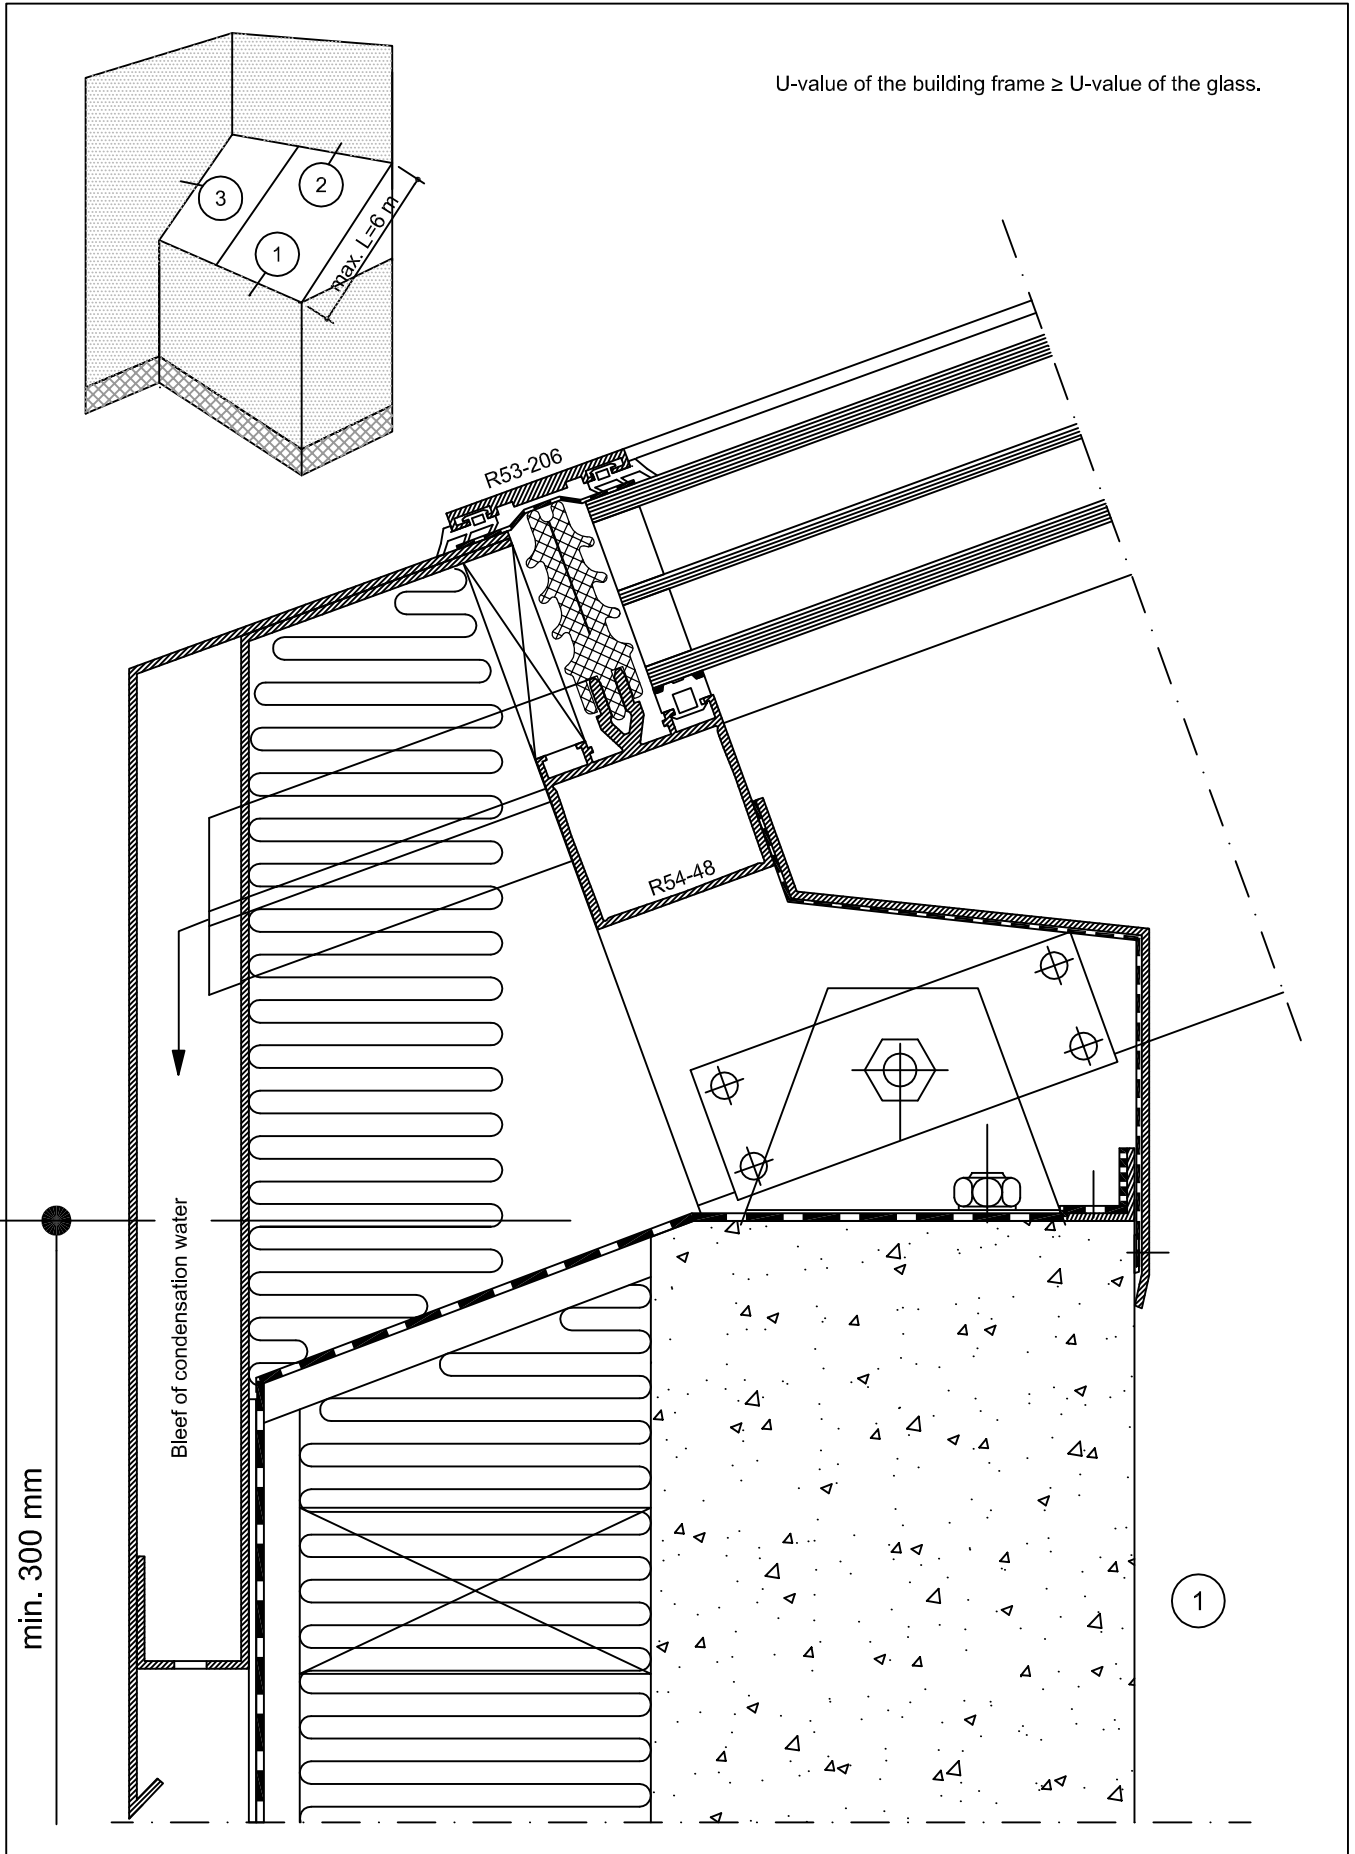 U-value of the building frame ≥ U-value of the glass.
3
2
1
max. L=6 m
R53-206
R54-48
Bleef of condensation water
min. 300 mm
1